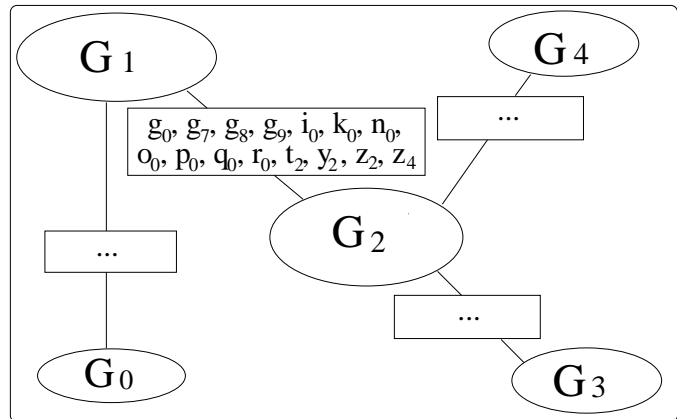 G1
G4
...
g0, g7, g8, g9, i0, k0, n0,
o0, p0, q0, r0, t2, y2, z2, z4
G2
...
...
G0
G3